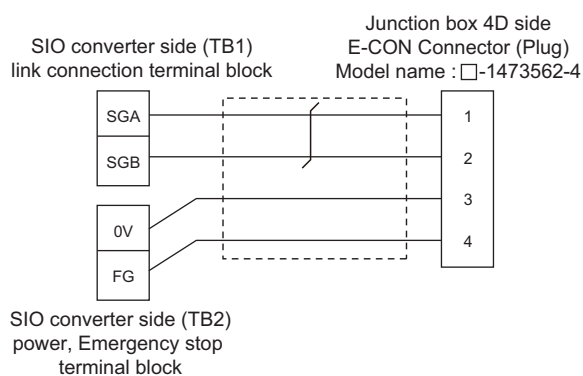 Junction box 4D side
E-CON Connector (Plug)
Model name : □-1473562-4
SIO converter side (TB1)
link connection terminal block
SGA
SGB
0V
FG
1
2
3
4
SIO converter side (TB2)
power, Emergency stop
terminal block